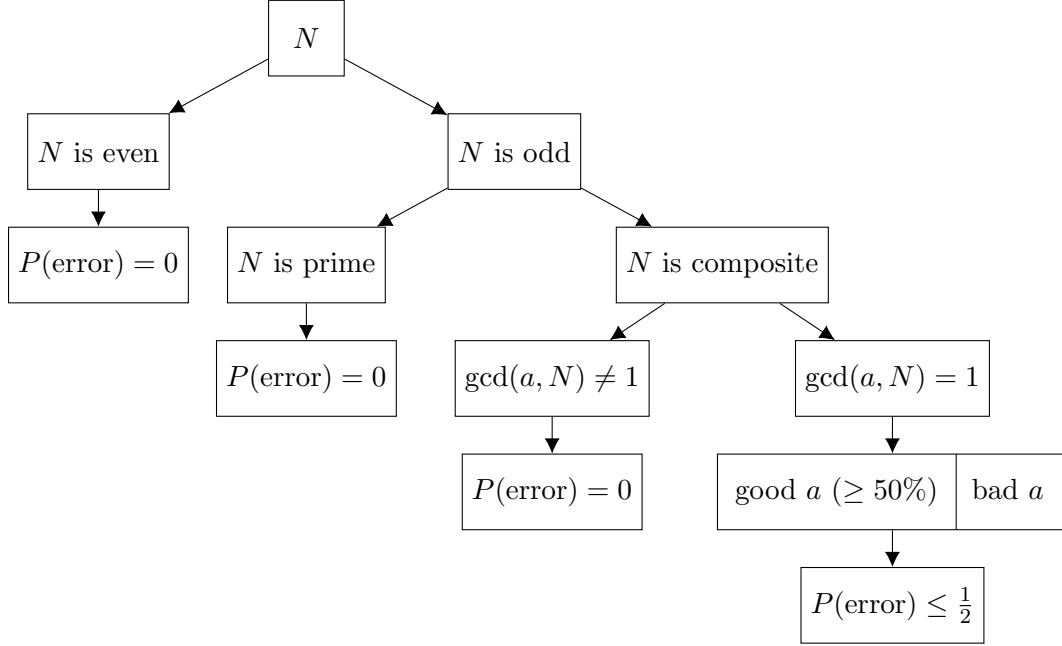 N
N is even
N is odd
P(error) = 0
N is prime
N is composite
P(error) = 0
gcd(a, N) ≠ 1
gcd(a, N) = 1
P(error) = 0
good a (≥ 50%)
bad a
P(error) ≤ 1/2